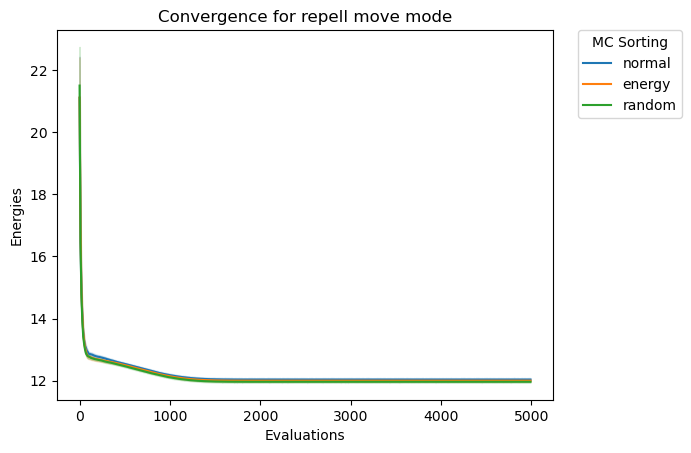 Convergence for repell move mode
MC Sorting
normal
energy
random
Energies
22
20
18
16
14
12
0 1000 2000 3000 4000 5000
Evaluations